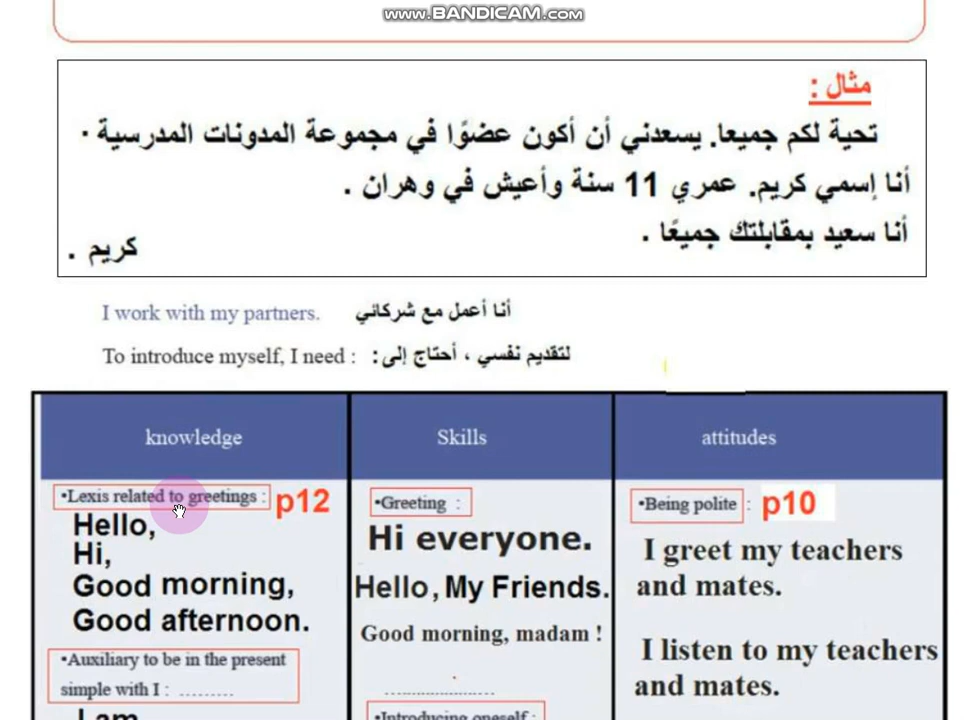 www.BANDICAM.com
مثال :
تحية لكم جميعا. يسعدني أن أكون عضوًا في مجموعة المدونات المدرسية .
أنا إسمي كريم. عمري 11 سنة وأعيش في وهران .
أنا سعيد بمقابلتك جميعًا .
كريم .
I work with my partners. أنا أعمل مع شركائي
To introduce myself, I need : لتقديم نفسي ، أحتاج إلى :
knowledge
•Lexis related to greetings : p12
Hello,
Hi,
Good morning,
Good afternoon.
•Auxiliary to be in the present
simple with I : .........
I am
Skills
•Greeting :
Hi everyone.
Hello, My Friends.
Good morning, madam !
......................
•Introducing oneself :
attitudes
•Being polite : p10
I greet my teachers
and mates.
I listen to my teachers
and mates.